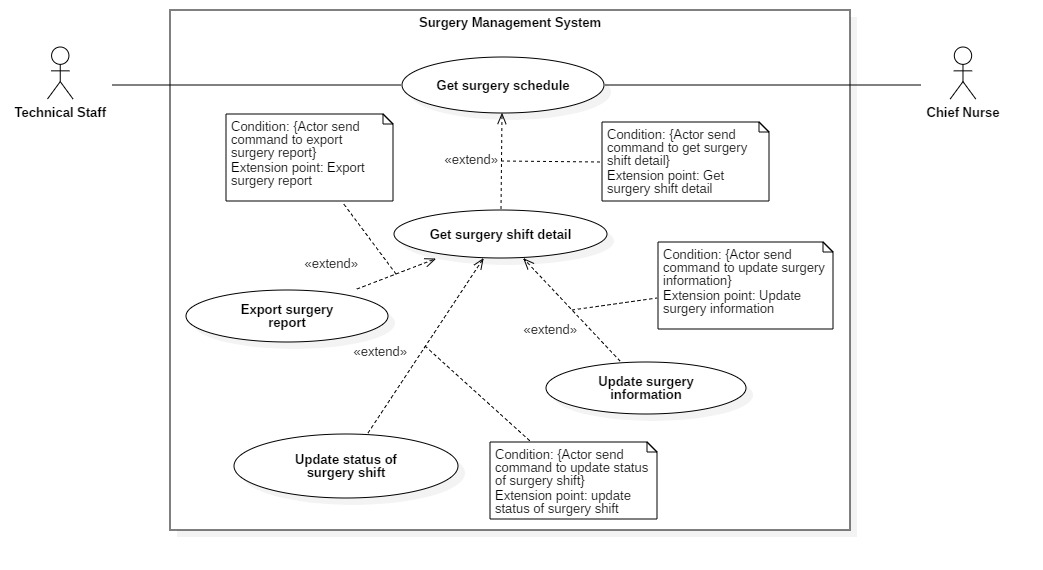 Surgery Management System
Technical Staff
Get surgery schedule
Chief Nurse
Condition: {Actor send
command to export
surgery report}
Extension point: Export
surgery report
«extend»
Condition: {Actor send
command to get surgery
shift detail}
Extension point: Get
surgery shift detail
Get surgery shift detail
«extend»
Condition: {Actor send
command to update surgery
information}
Extension point: Update
surgery information
Export surgery
report
«extend»
«extend»
Update surgery
information
Update status of
surgery shift
Condition: {Actor send
command to update status
of surgery shift}
Extension point: update
status of surgery shift